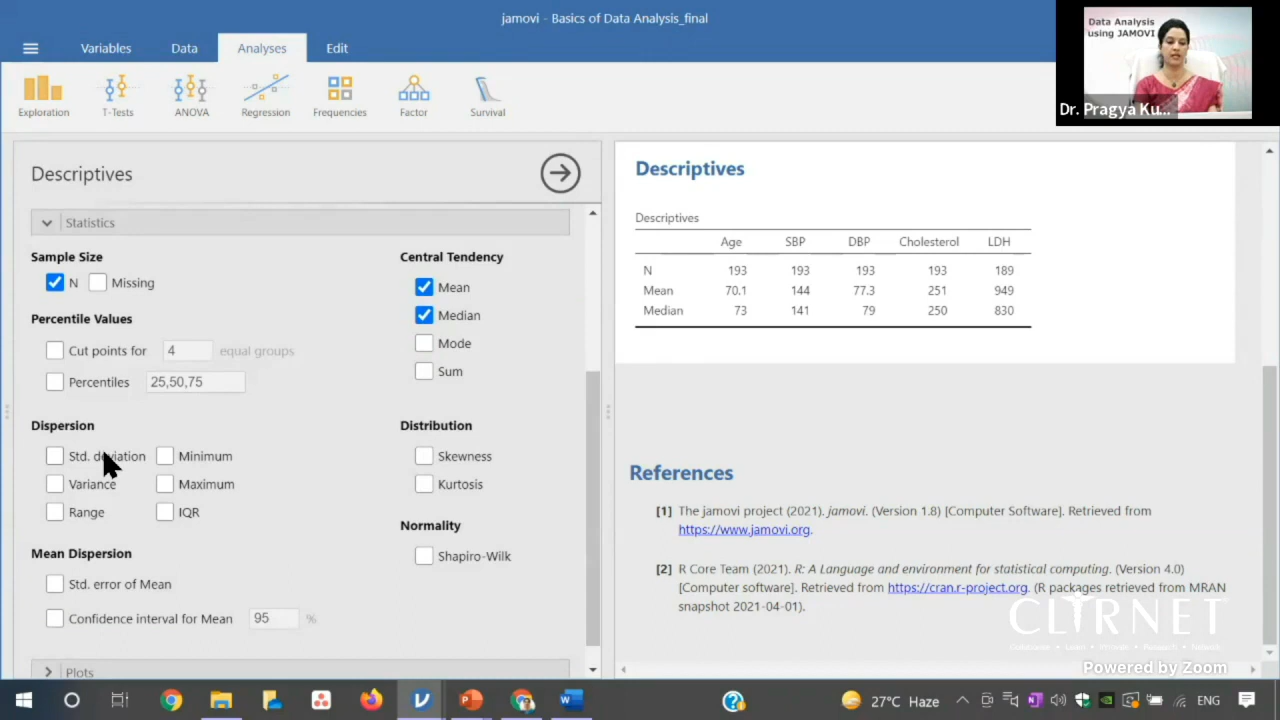 jamovi - Basics of Data Analysis_final
Data Analysis
using JAMOVI
Dr. Pragya Ku...
Variables Data Analyses Edit
Exploration T-Tests ANOVA Regression Frequencies Factor Survival
Descriptives
Statistics
Sample Size
N Missing
Percentile Values
Cut points for 4 equal groups
Percentiles 25,50,75
Dispersion
Std. deviation Minimum
Variance Maximum
Range IQR
Mean Dispersion
Std. error of Mean
Confidence interval for Mean 95 %
Plots
Central Tendency
Mean
Median
Mode
Sum
Distribution
Skewness
Kurtosis
Normality
Shapiro-Wilk
Descriptives
Descriptives
Age SBP DBP Cholesterol LDH
N 193 193 193 193 189
Mean 70.1 144 77.3 251 949
Median 73 141 79 250 830
References
[1] The jamovi project (2021). jamovi. (Version 1.8) [Computer Software]. Retrieved from
https://www.jamovi.org.
[2] R Core Team (2021). R: A Language and environment for statistical computing. (Version 4.0)
[Computer software]. Retrieved from https://cran.r-project.org. (R packages retrieved from MRAN
snapshot 2021-04-01).
CLIRNET
Powered by Zoom
27°C Haze ENG